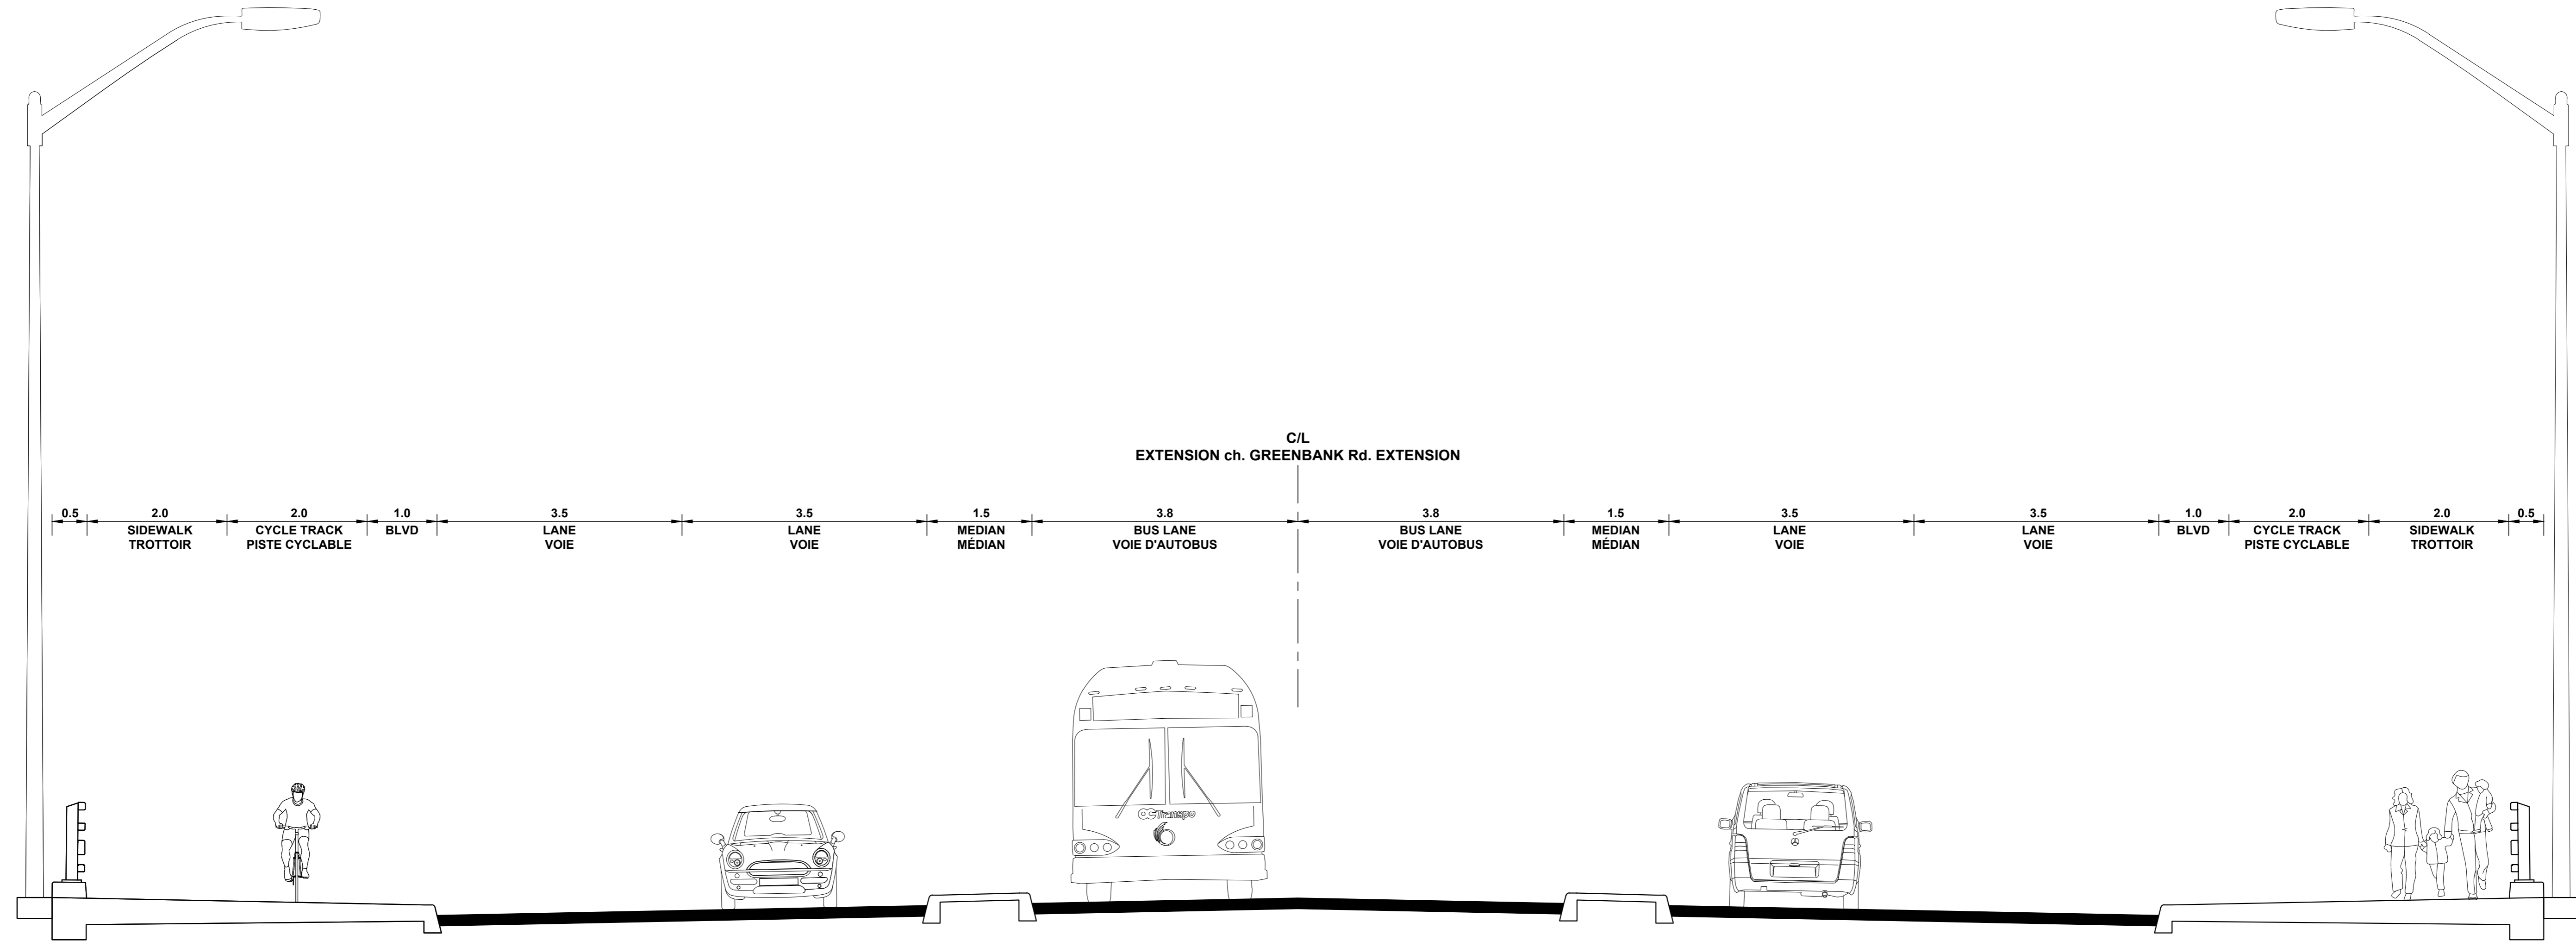 C/L
EXTENSION ch. GREENBANK Rd. EXTENSION
0.5 2.0 2.0 1.0 3.5 3.5 1.5 3.8 3.8 1.5 3.5 3.5 1.0 2.0 2.0 0.5
SIDEWALK CYCLE TRACK BLVD LANE LANE MEDIAN BUS LANE BUS LANE MEDIAN LANE LANE BLVD CYCLE TRACK SIDEWALK
TROTTOIR PISTE CYCLABLE VOIE VOIE MÉDIAN VOIE D'AUTOBUS VOIE D'AUTOBUS MÉDIAN VOIE VOIE PISTE CYCLABLE TROTTOIR
OC Transpo